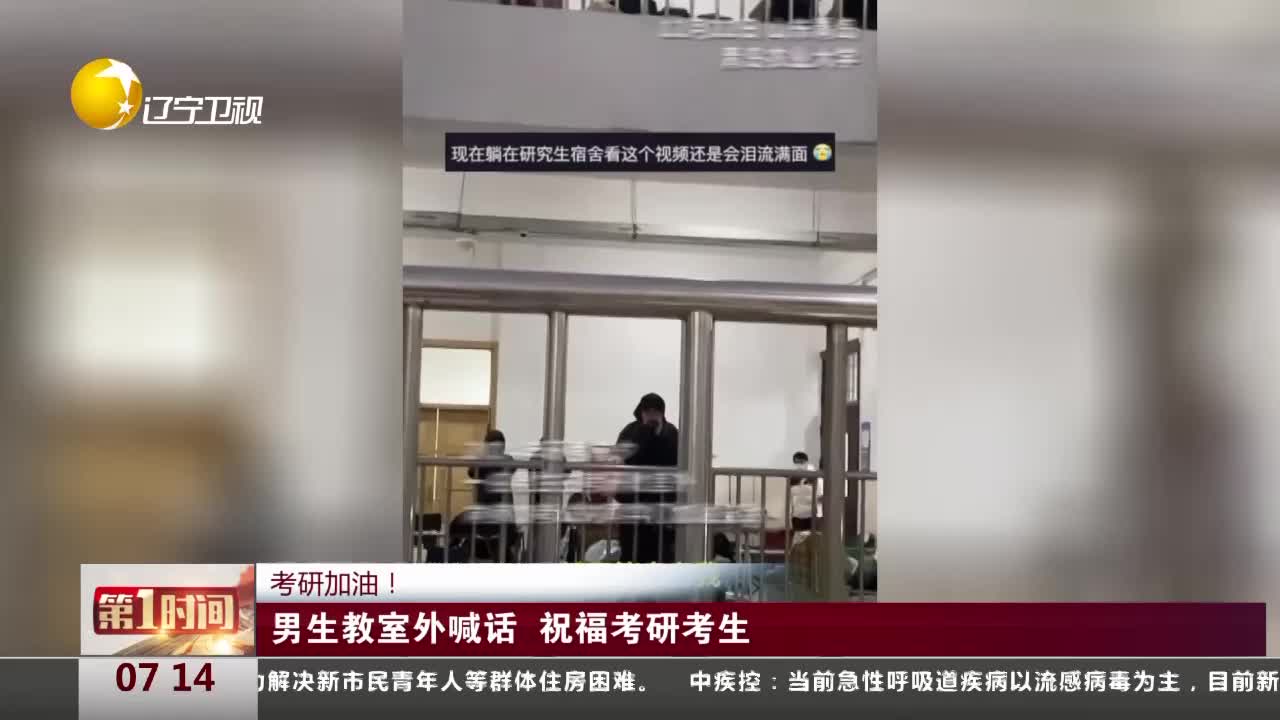 辽宁卫视
现在躺在研究生宿舍看这个视频还是会泪流满面
考研加油！
第1时间
男生教室外喊话 祝福考研考生
07 14
解决新市民青年人等群体住房困难。 中疾控：当前急性呼吸道疾病以流感病毒为主，目前新